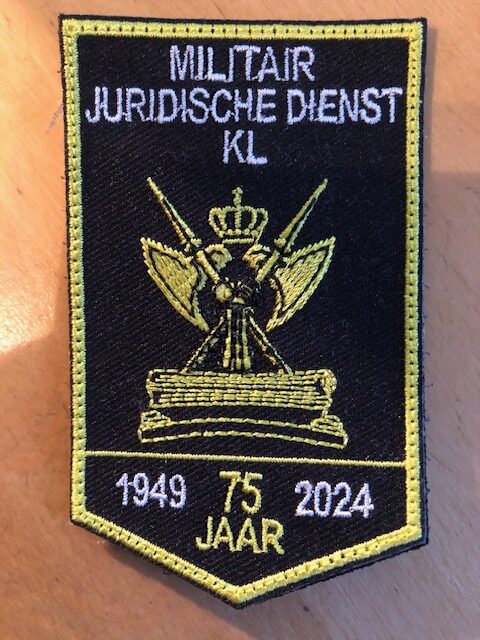 MILITAIR
JURIDISCHE DIENST
KL
1949 75 2024
JAAR